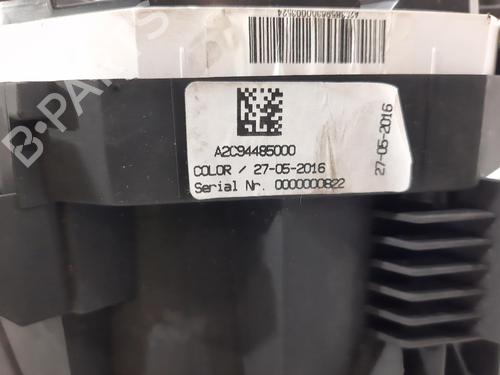 A2C94485000
COLOR / 27-05-2016
Serial Nr. 0000000822
27-05-2016
B-PARTS